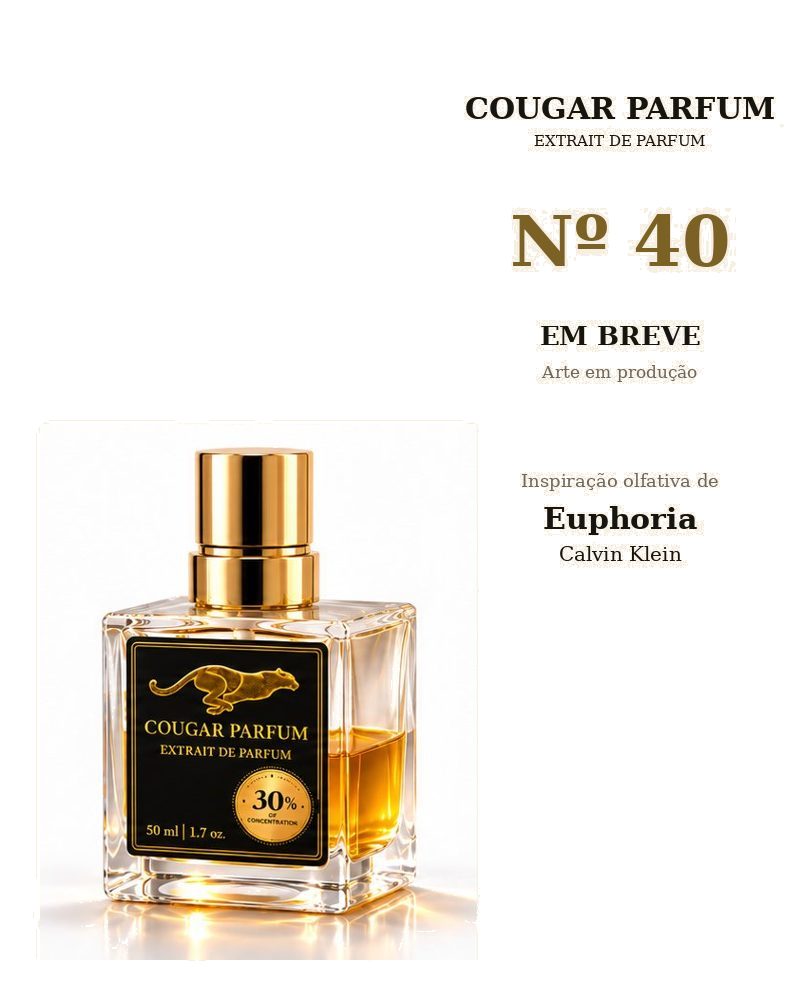 COUGAR PARFUM
EXTRAIT DE PARFUM
Nº 40
EM BREVE
Arte em produção
Inspiração olfativa de
Euphoria
Calvin Klein
COUGAR PARFUM
EXTRAIT DE PARFUM
30%
OF
CONCENTRATION
50 ml | 1.7 oz.